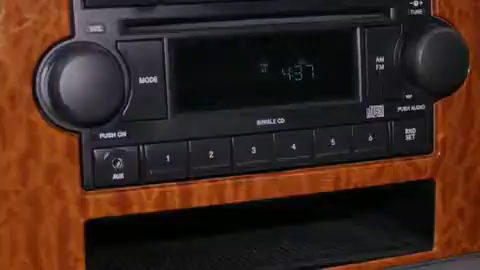 VOL
TUNE
MODE
AM
FM
4:37
SINGLE CD
PUSH ON
PUSH AUDIO
AUX
1 2 3 4 5 6
RND
SET